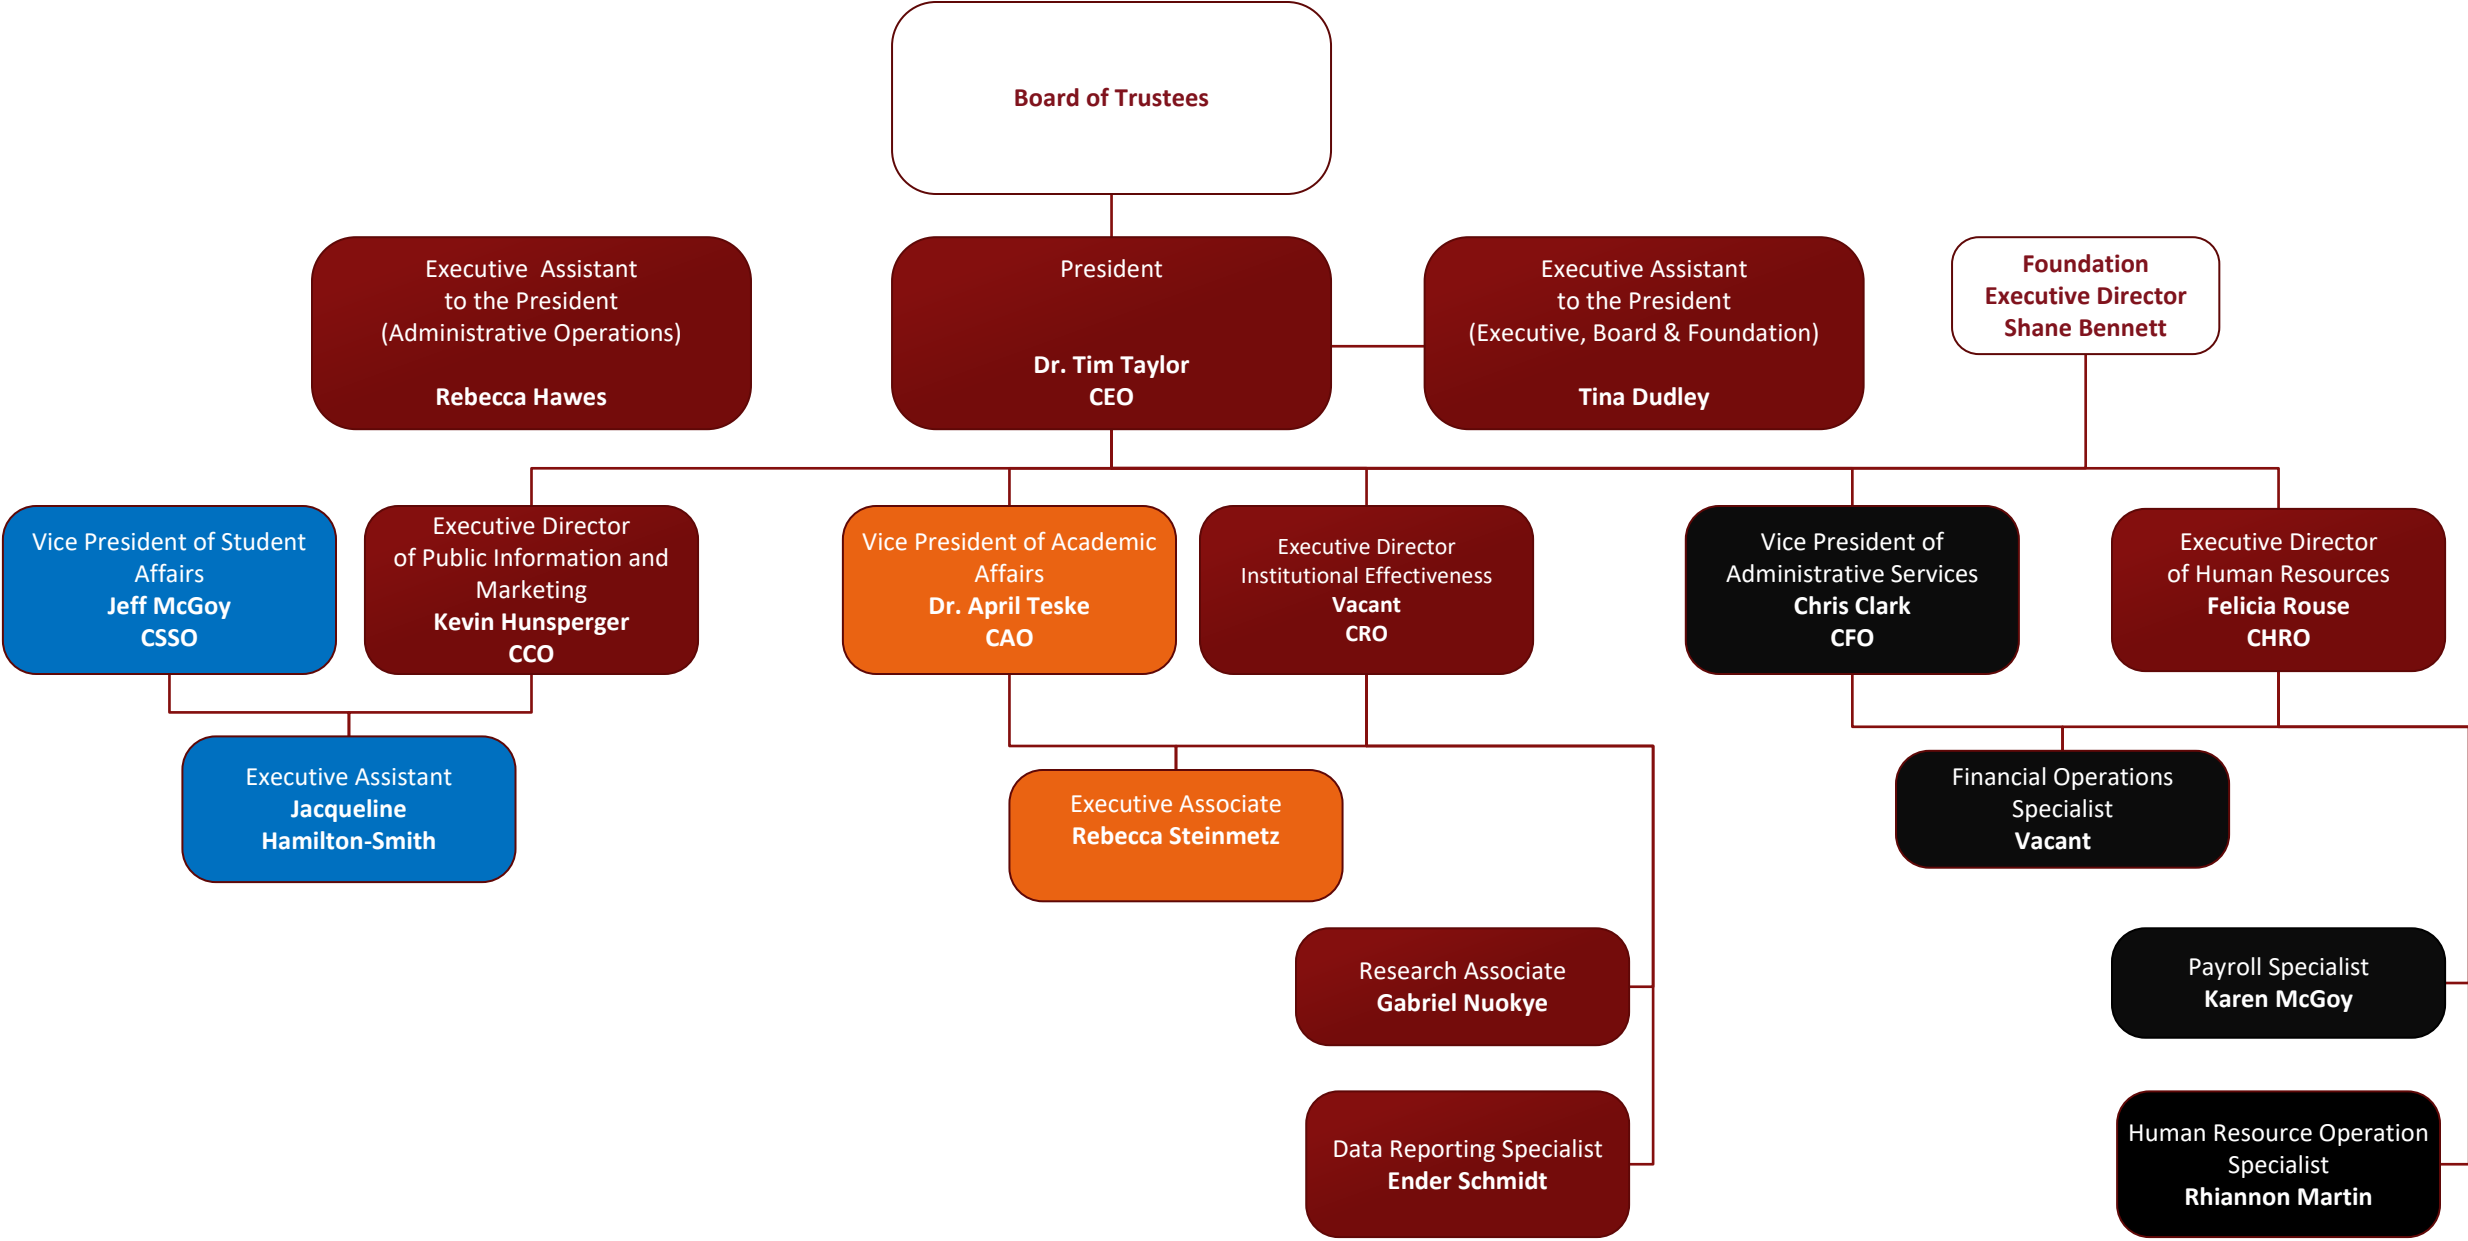 Board of Trustees
Executive  Assistant
to the President
(Administrative Operations)
Rebecca Hawes
President
Dr. Tim Taylor
CEO
Executive Assistant
to the President
(Executive, Board & Foundation)
Tina Dudley
Foundation
Executive Director
Shane Bennett
Vice President of Student
Affairs
Jeff McGoy
CSSO
Executive Director
of Public Information and
Marketing
Kevin Hunsperger
CCO
Vice President of Academic
Affairs
Dr. April Teske
CAO
Executive Director
Institutional Effectiveness
Vacant
CRO
Vice President of
Administrative Services
Chris Clark
CFO
Executive Director
of Human Resources
Felicia Rouse
CHRO
Executive Assistant
Jacqueline
Hamilton-Smith
Executive Associate
Rebecca Steinmetz
Financial Operations
Specialist
Vacant
Research Associate
Gabriel Nuokye
Payroll Specialist
Karen McGoy
Data Reporting Specialist
Ender Schmidt
Human Resource Operation
Specialist
Rhiannon Martin